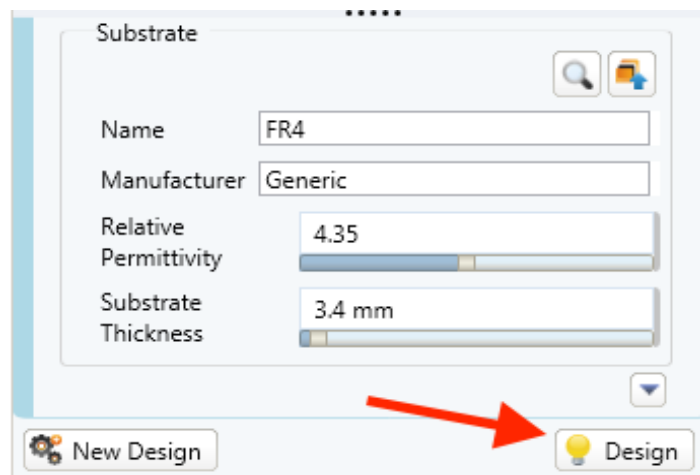 Substrate
Name FR4
Manufacturer Generic
Relative
Permittivity
4.35
Substrate
Thickness
3.4 mm
New Design
Design